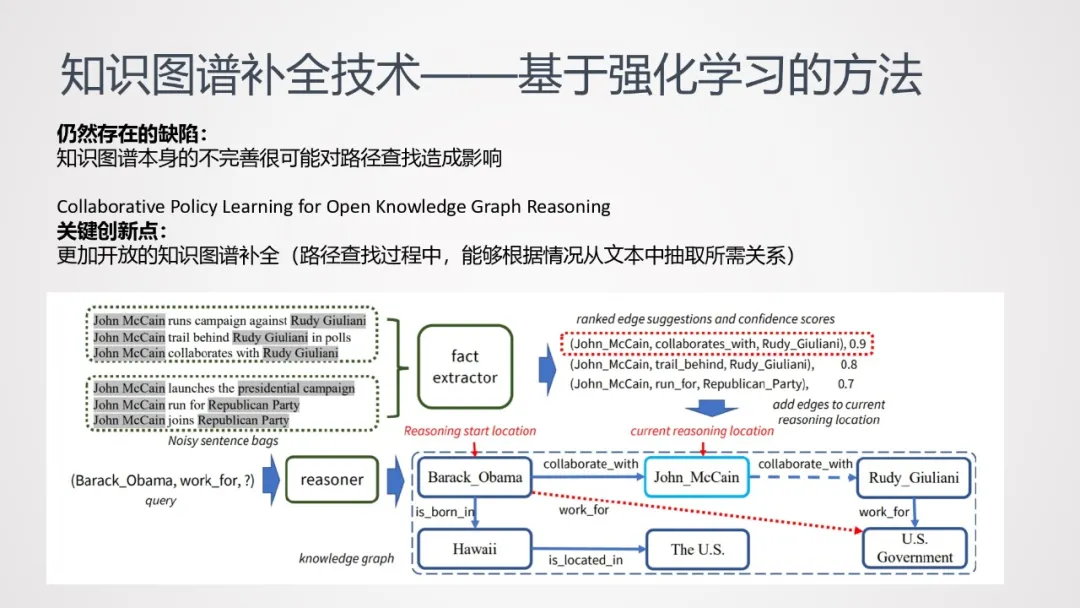 知识图谱补全技术——基于强化学习的方法
仍然存在的缺陷：
知识图谱本身的不完善很可能对路径查找造成影响
Collaborative Policy Learning for Open Knowledge Graph Reasoning
关键创新点：
更加开放的知识图谱补全（路径查找过程中，能够根据情况从文本中抽取所需关系）
John McCain runs campaign against Rudy Giuliani
John McCain trail behind Rudy Giuliani in polls
John McCain collaborates with Rudy Giuliani
John McCain launches the presidential campaign
John McCain run for Republican Party
John McCain joins Republican Party
Noisy sentence bags
fact
extractor
ranked edge suggestions and confidence scores
(John_McCain, collaborates_with, Rudy_Giuliani), 0.9
(John_McCain, trail_behind, Rudy_Giuliani), 0.8
(John_McCain, run_for, Republican_Party), 0.7
add edges to current
reasoning location
Reasoning start location
current reasoning location
(Barack_Obama, work_for, ?)
query
reasoner
Barack_Obama
collaborate_with
John_McCain
collaborate_with
Rudy_Giuliani
is_born_in
work_for
work_for
knowledge graph
Hawaii
is_located_in
The U.S.
U.S.
Government